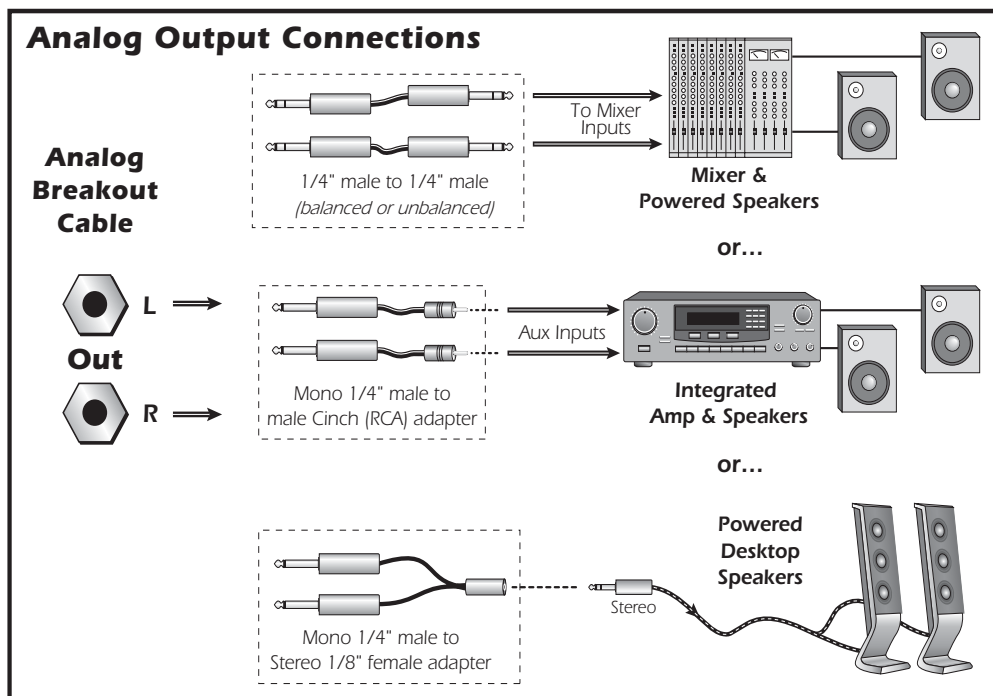 Analog Output Connections
Analog
Breakout
Cable
L
Out
R
1/4" male to 1/4" male
(balanced or unbalanced)
To Mixer
Inputs
Mixer &
Powered Speakers
or...
Mono 1/4" male to
male Cinch (RCA) adapter
Aux Inputs
Integrated
Amp & Speakers
or...
Mono 1/4" male to
Stereo 1/8" female adapter
Stereo
Powered
Desktop
Speakers